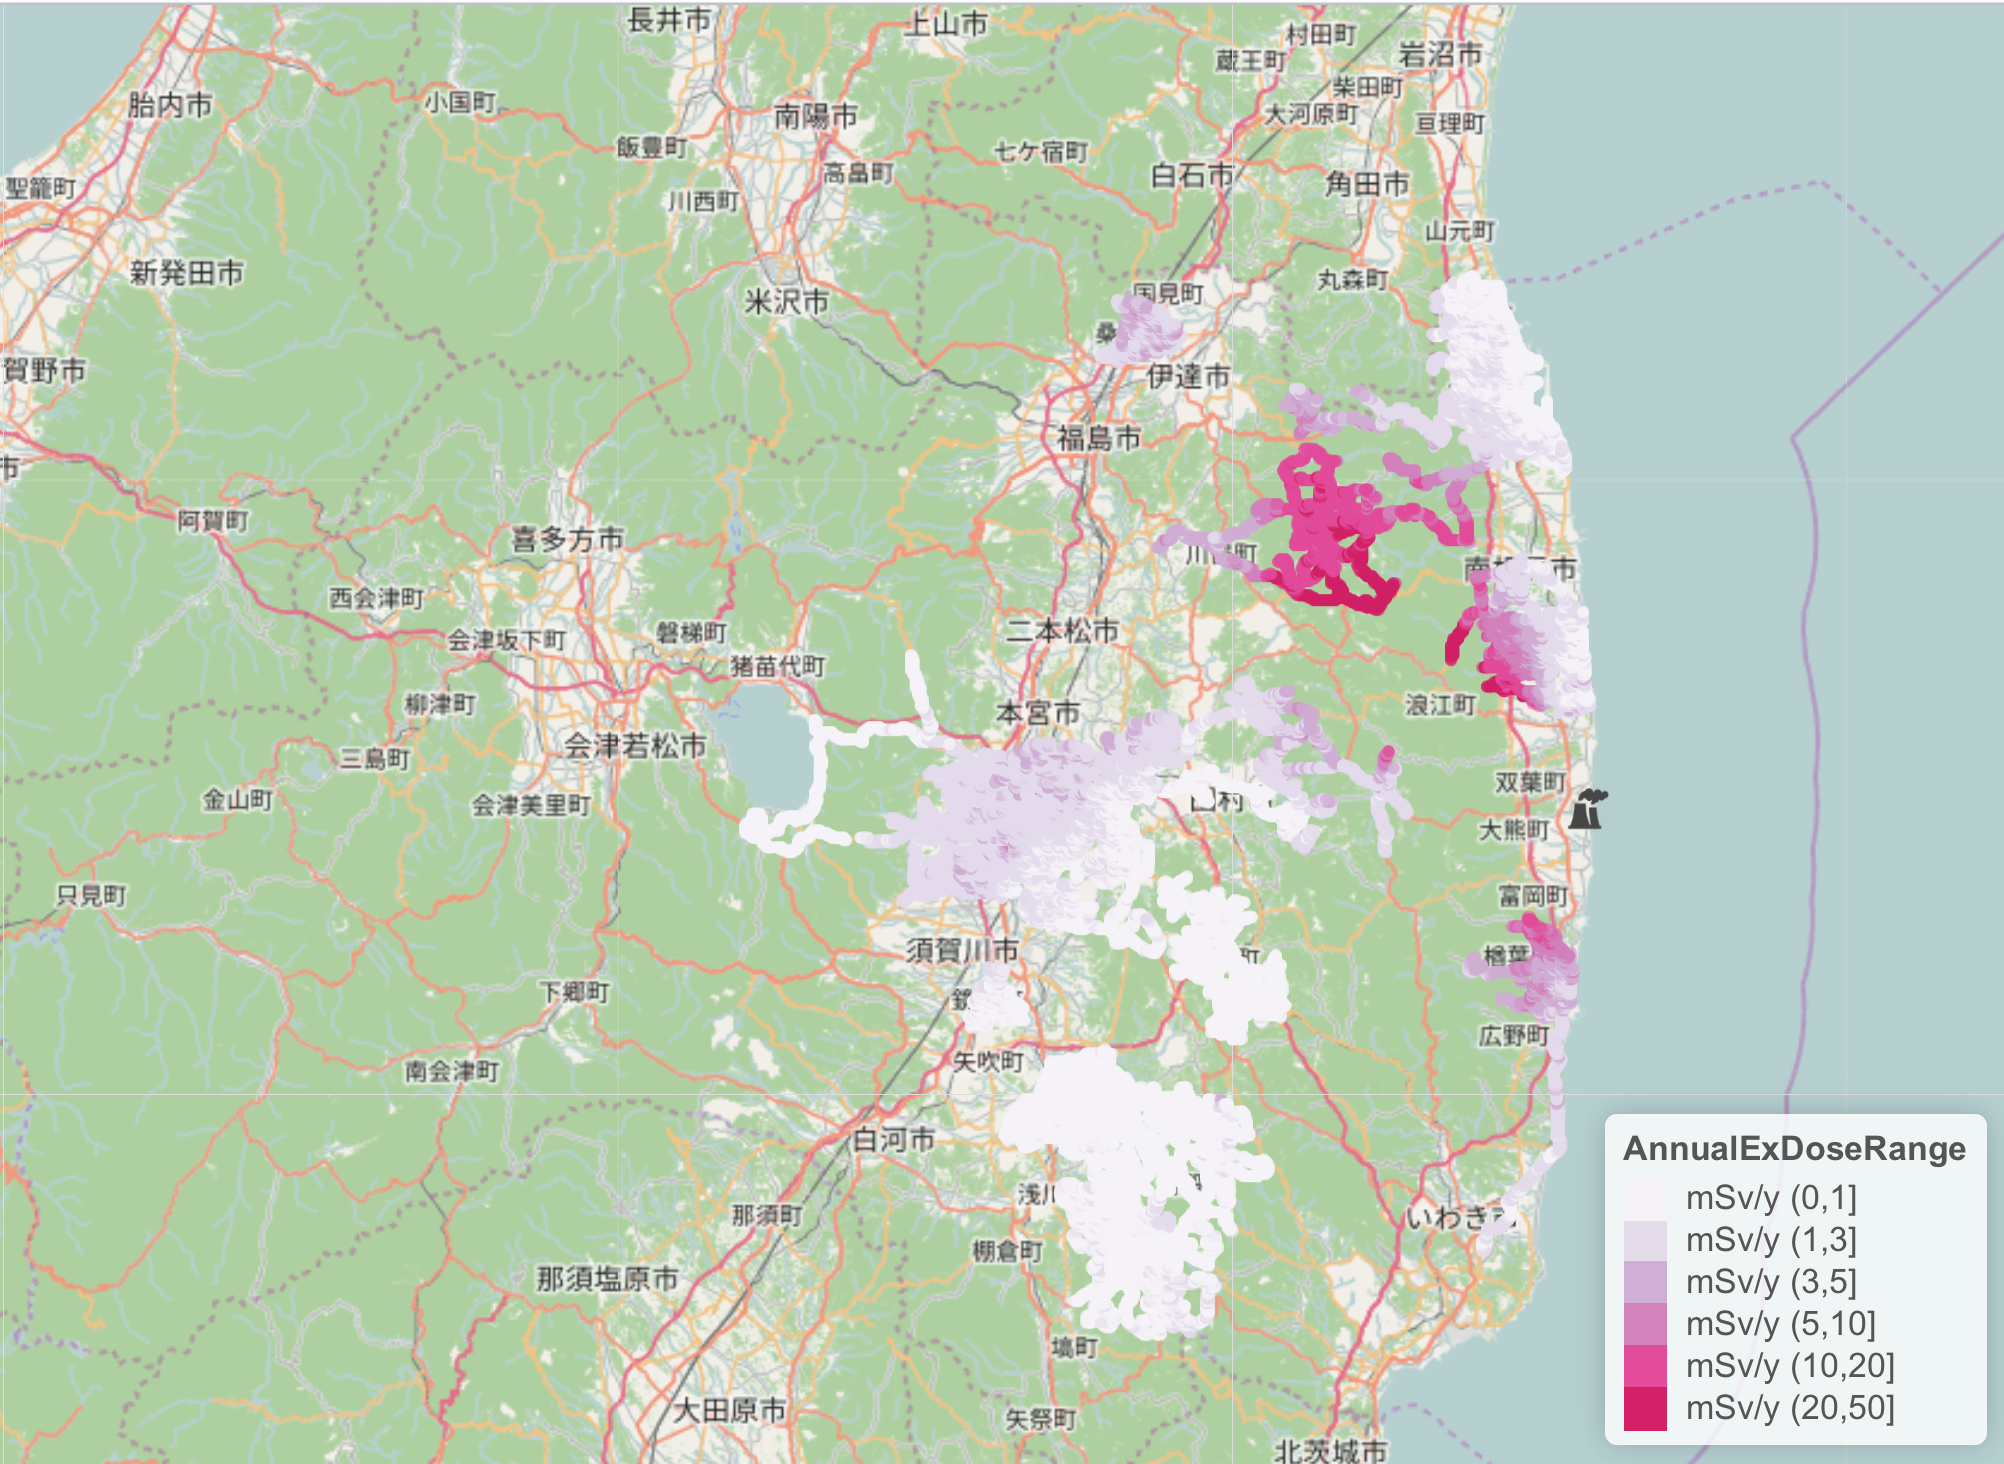 長井市
上山市
村田町
岩沼市
蔵王町
柴田町
胎内市
小国町
南陽市
大河原町
亘理町
飯豊町
七ケ宿町
高畠町
白石市
角田市
聖籠町
川西町
山元町
新発田市
丸森町
国見町
米沢市
桑
賀野市
伊達市
福島市
市
阿賀町
喜多方市
西会津町
会津坂下町
磐梯町
二本松市
猪苗代町
柳津町
浪江町
本宮市
会津若松市
三島町
双葉町
金山町
会津美里町
田村
大熊町
只見町
富岡町
須賀川市
楢葉
町
下郷町
広野町
矢吹町
南会津町
白河市
浅川
那須町
いわき市
棚倉町
那須塩原市
塙町
大田原市
矢祭町
北茨城市
AnnualExDoseRange
mSv/y (0,1]
mSv/y (1,3]
mSv/y (3,5]
mSv/y (5,10]
mSv/y (10,20]
mSv/y (20,50]